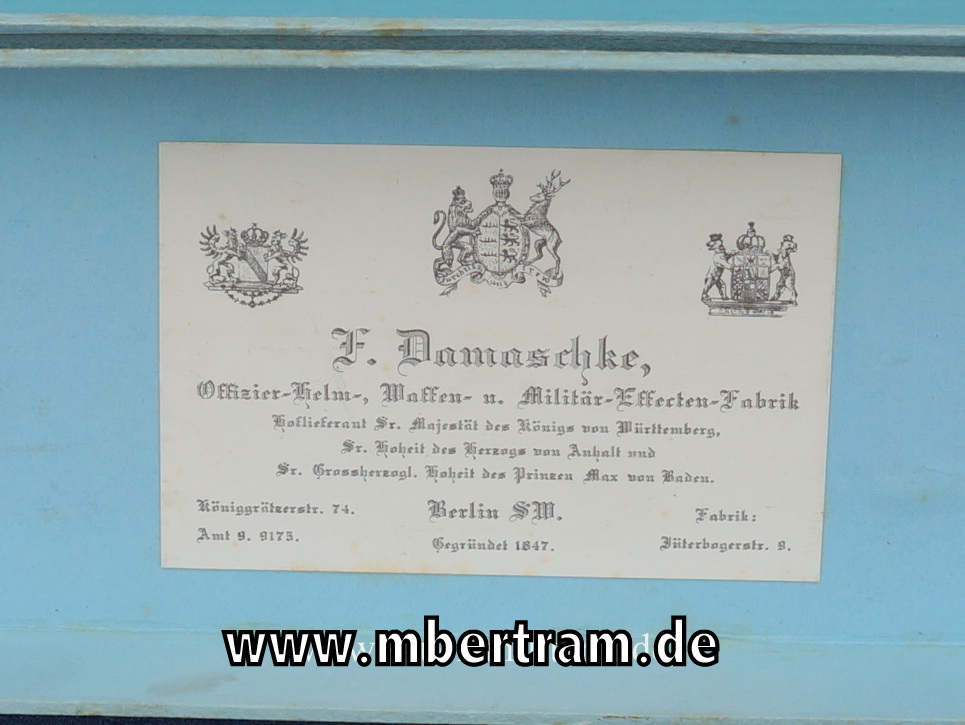 F. Damaschke,
Offizier-Helm-, Waffen- u. Militär-Effecten-Fabrik
Hoflieferant Sr. Majestät des Königs von Württemberg,
Sr. Hoheit des Herzogs von Anhalt und
Sr. Grossherzogl. Hoheit des Prinzen Max von Baden.
Königgrätzerstr. 74.
Berlin SW.
Fabrik:
Amt 9. 9175.
Gegründet 1847.
Jüterbogerstr. 9.
www.mbertram.de